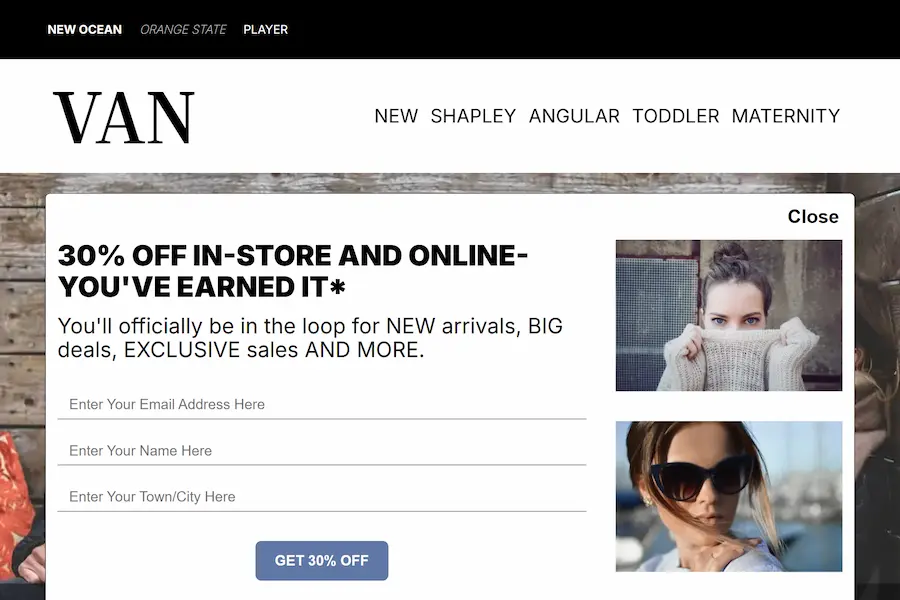 NEW OCEAN ORANGE STATE PLAYER
VAN
NEW SHAPLEY ANGULAR TODDLER MATERNITY
Close
30% OFF IN-STORE AND ONLINE-
YOU'VE EARNED IT*
You'll officially be in the loop for NEW arrivals, BIG
deals, EXCLUSIVE sales AND MORE.
Enter Your Email Address Here
Enter Your Name Here
Enter Your Town/City Here
GET 30% OFF